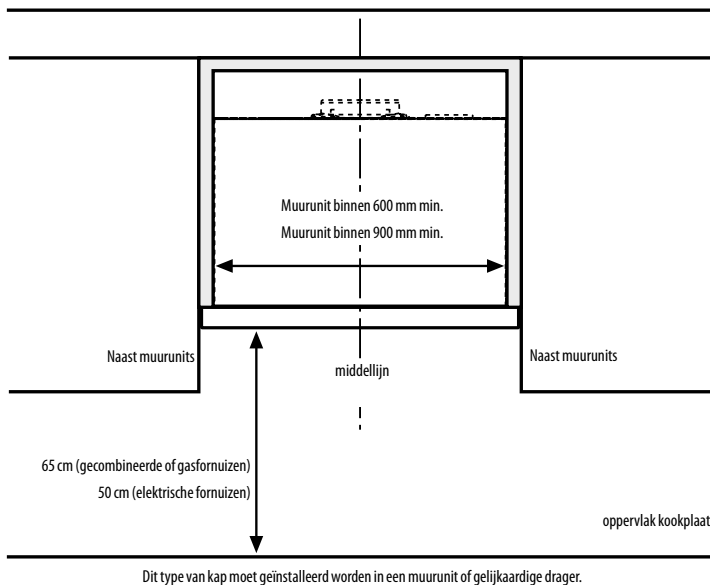 Muurunit binnen 600 mm min.
Muurunit binnen 900 mm min.
Naast muurunits
middellijn
Naast muurunits
65 cm (gecombineerde of gasfornuizen)
50 cm (elektrische fornuizen)
oppervlak kookplaat
Dit type van kap moet geïnstalleerd worden in een muurunit of gelijkaardige drager.